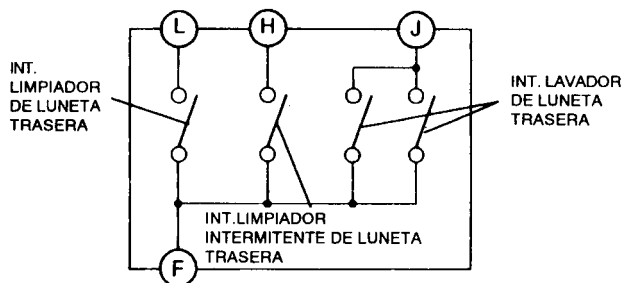 L
H
J
INT.
LIMPIADOR
DE LUNETA
TRASERA
INT. LAVADOR
DE LUNETA
TRASERA
INT.LIMPIADOR
INTERMITENTE DE LUNETA
TRASERA
F